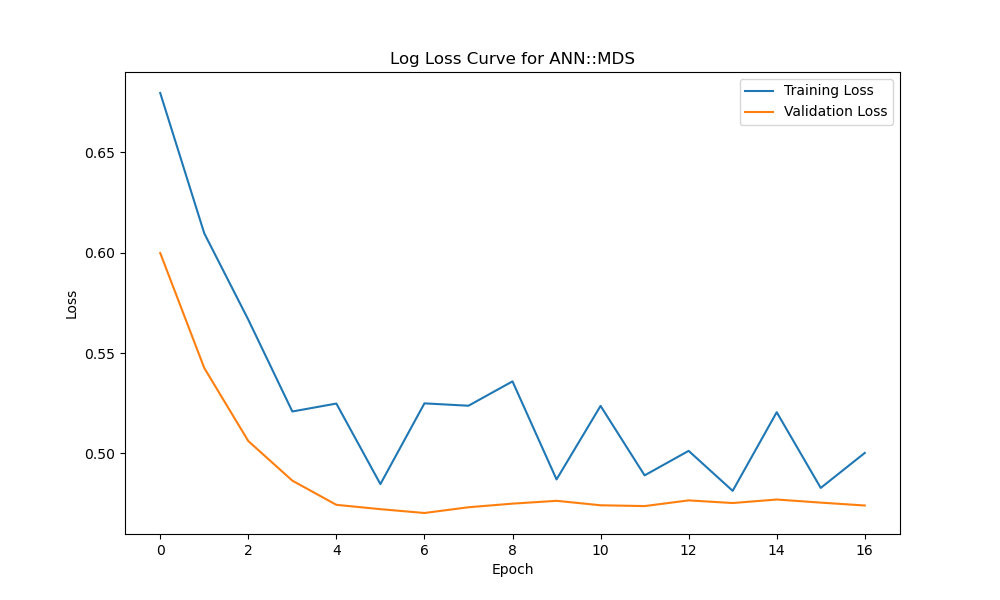 Log Loss Curve for ANN::MDS
Training Loss
Validation Loss
0.65
0.60
0.55
0.50
Loss
0 2 4 6 8 10 12 14 16
Epoch